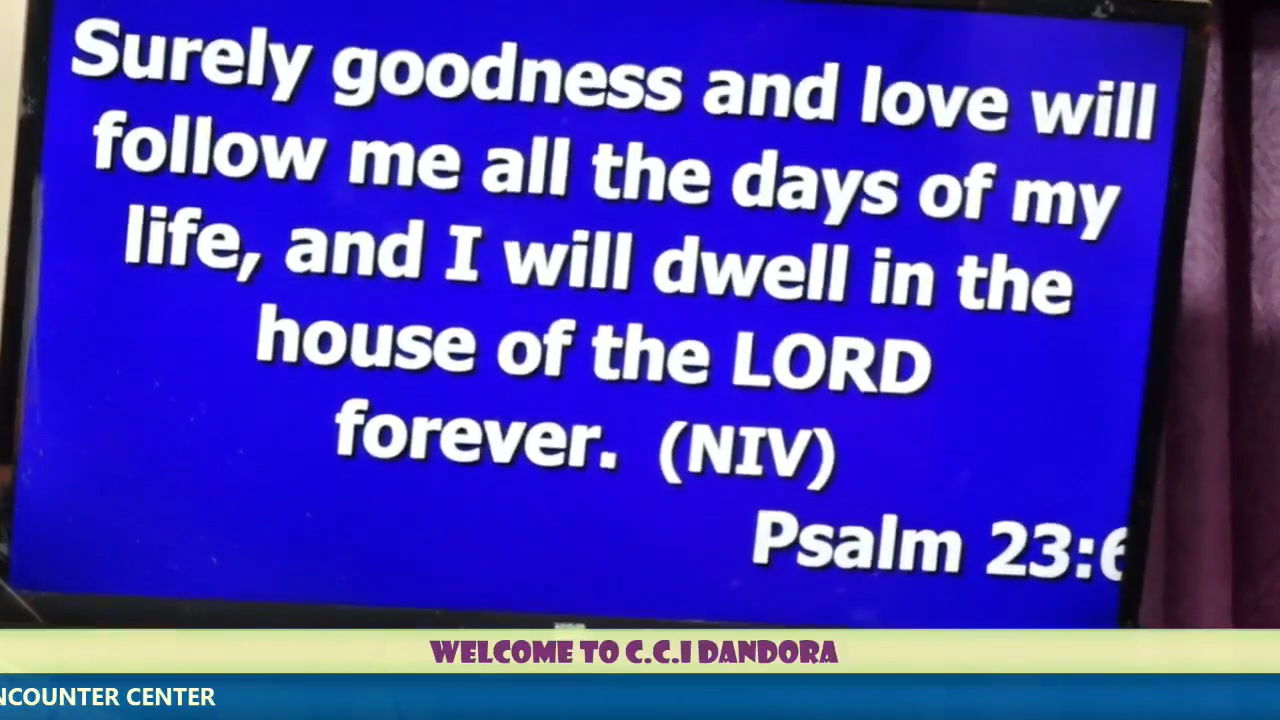 Surely goodness and love will
follow me all the days of my
life, and I will dwell in the
house of the LORD
forever. (NIV)
Psalm 23:6
WELCOME TO C.C.I DANDORA
NCOUNTER CENTER